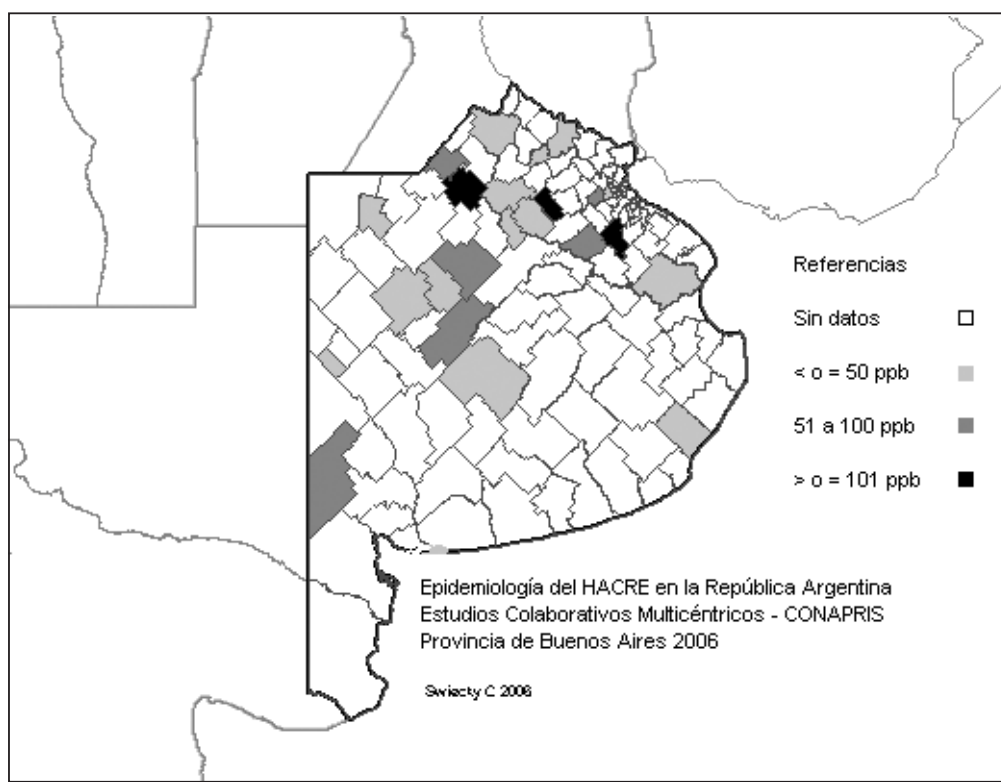 Referencias
Sin datos
< o = 50 ppb
51 a 100 ppb
> o = 101 ppb
Epidemiología del HACRE en la República Argentina
Estudios Colaborativos Multicéntricos - CONAPRIS
Provincia de Buenos Aires 2006
Swiecty C 2006